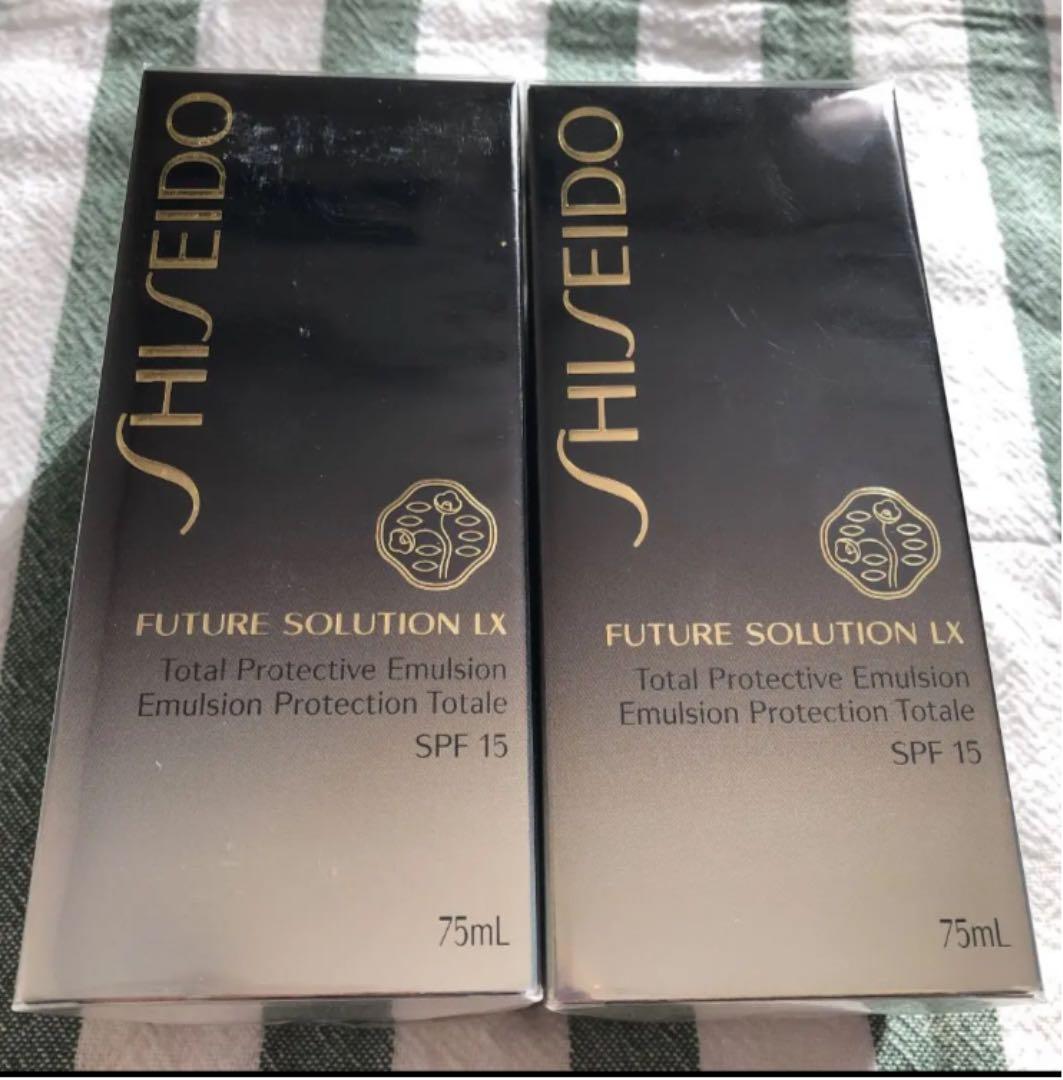 SHISEIDO
FUTURE SOLUTION LX
Total Protective Emulsion
Emulsion Protection Totale
SPF 15
75mL
SHISEIDO
FUTURE SOLUTION LX
Total Protective Emulsion
Emulsion Protection Totale
SPF 15
75mL